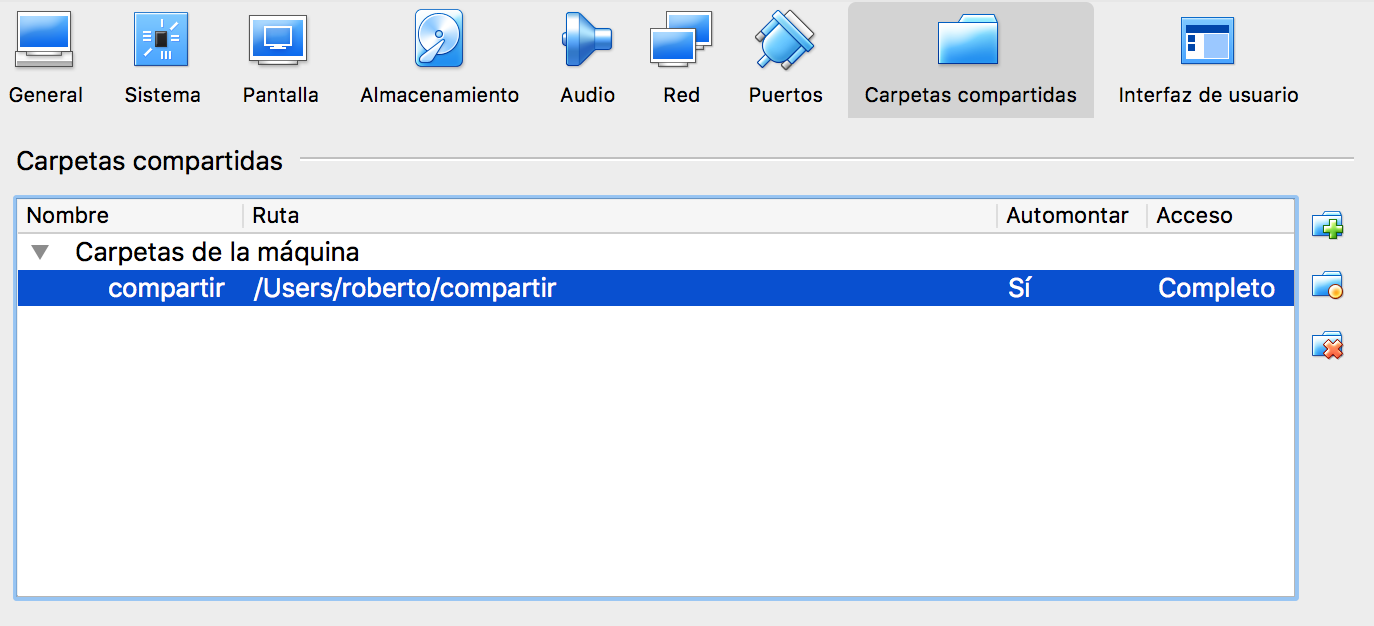 General Sistema Pantalla Almacenamiento Audio Red Puertos Carpetas compartidas Interfaz de usuario
Carpetas compartidas
Nombre Ruta Automontar Acceso
Carpetas de la máquina
compartir /Users/roberto/compartir Sí Completo